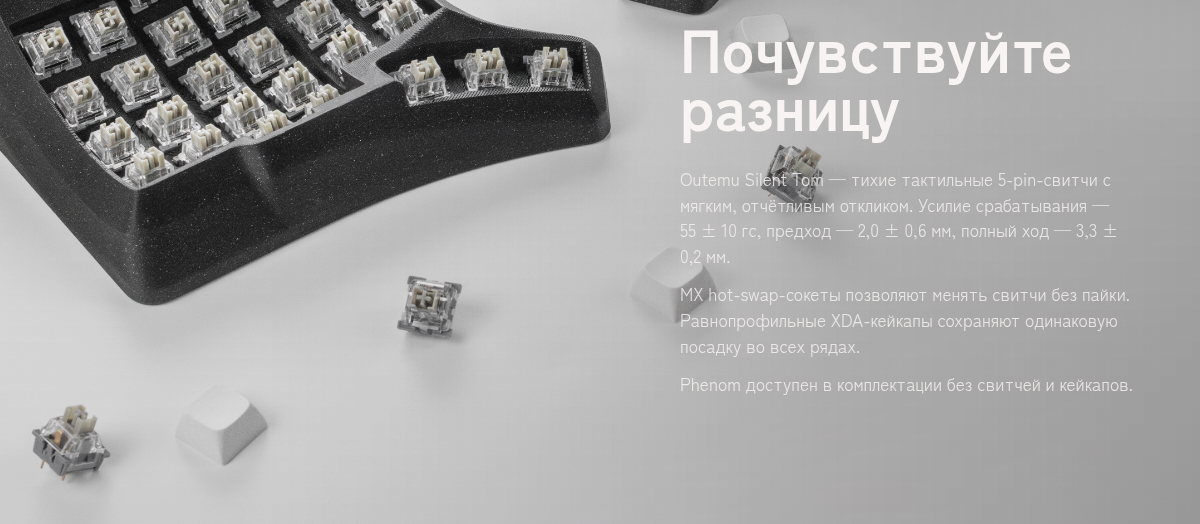 Почувствуйте
разницу
Outemu Silent Tom — тихие тактильные 5-pin-свитчи с
мягким, отчётливым откликом. Усилие срабатывания —
55 ± 10 гс, предход — 2,0 ± 0,6 мм, полный ход — 3,3 ±
0,2 мм.
MX hot-swap-сокеты позволяют менять свитчи без пайки.
Равнопрофильные XDA-кейкапы сохраняют одинаковую
посадку во всех рядах.
Phenom доступен в комплектации без свитчей и кейкапов.